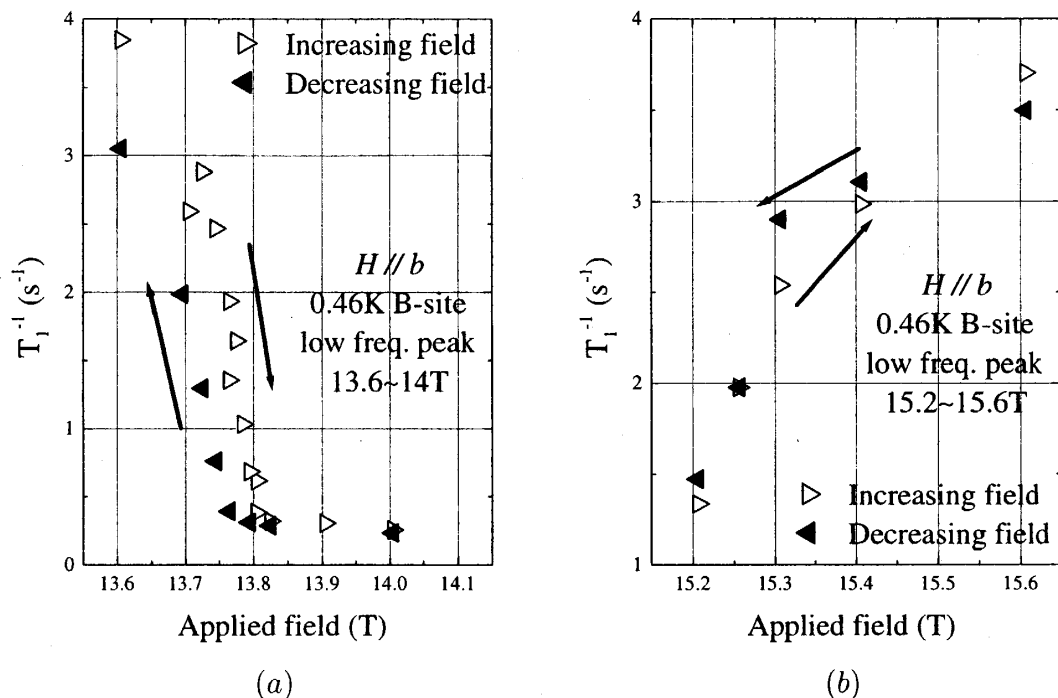 4
3
2
1
0
T₁⁻¹ (s⁻¹)
Increasing field
Decreasing field
H // b
0.46K B-site
low freq. peak
13.6~14T
13.6 13.7 13.8 13.9 14.0 14.1
Applied field (T)
(a)
4
3
2
1
T₁⁻¹ (s⁻¹)
H // b
0.46K B-site
low freq. peak
15.2~15.6T
Increasing field
Decreasing field
15.2 15.3 15.4 15.5 15.6
Applied field (T)
(b)